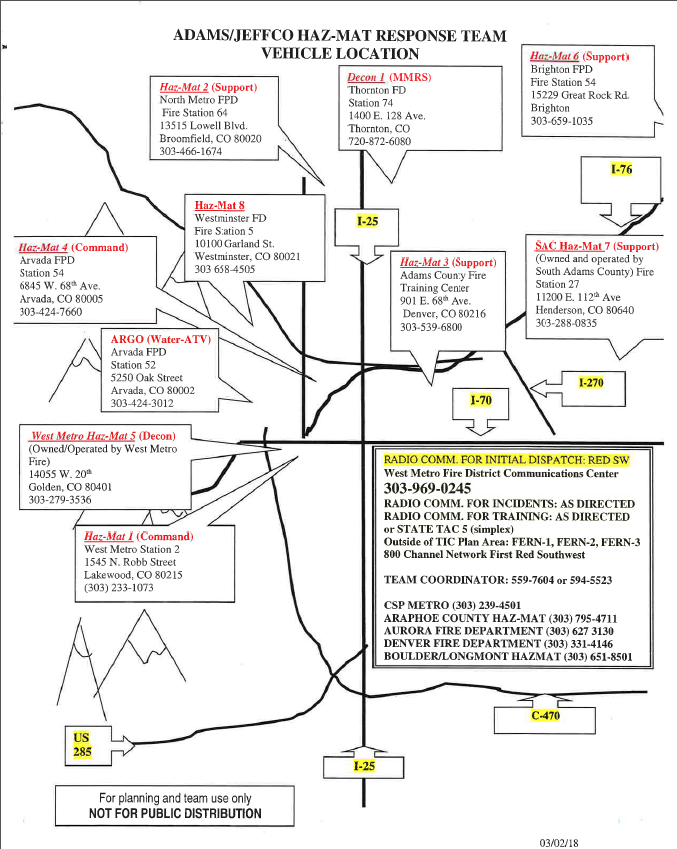 ADAMS/JEFFCO HAZ-MAT RESPONSE TEAM
VEHICLE LOCATION
Haz-Mat 2 (Support)
North Metro FPD
Fire Station 64
13515 Lowell Blvd.
Broomfield, CO 80020
303-466-1674
Decon 1 (MMRS)
Thornton FD
Station 74
1400 E. 128 Ave.
Thornton, CO
720-872-6080
Haz-Mat 6 (Support)
Brighton FPD
Fire Station 54
15229 Great Rock Rd.
Brighton
303-659-1035
I-76
Haz-Mat 8
Westminster FD
Fire Station 5
10100 Garland St.
Westminster, CO 80021
303 658-4505
I-25
Haz-Mat 4 (Command)
Arvada FPD
Station 54
6845 W. 68th Ave.
Arvada, CO 80005
303-424-7660
Haz-Mat 3 (Support)
Adams County Fire
Training Center
901 E. 68th Ave.
Denver, CO 80216
303-539-6800
SAC Haz-Mat 7 (Support)
(Owned and operated by
South Adams County) Fire
Station 27
11200 E. 112th Ave
Henderson, CO 80640
303-288-0835
ARGO (Water-ATV)
Arvada FPD
Station 52
5250 Oak Street
Arvada, CO 80002
303-424-3012
I-270
I-70
West Metro Haz-Mat 5 (Decon)
(Owned/Operated by West Metro
Fire)
14055 W. 20th
Golden, CO 80401
303-279-3536
Haz-Mat 1 (Command)
West Metro Station 2
1545 N. Robb Street
Lakewood, CO 80215
(303) 233-1073
RADIO COMM. FOR INITIAL DISPATCH: RED SW
West Metro Fire District Communications Center
303-969-0245
RADIO COMM. FOR INCIDENTS: AS DIRECTED
RADIO COMM. FOR TRAINING: AS DIRECTED
or STATE TAC 5 (simplex)
Outside of TIC Plan Area: FERN-1, FERN-2, FERN-3
800 Channel Network First Red Southwest
TEAM COORDINATOR: 559-7604 or 594-5523
CSP METRO (303) 239-4501
ARAPHOE COUNTY HAZ-MAT (303) 795-4711
AURORA FIRE DEPARTMENT (303) 627 3130
DENVER FIRE DEPARTMENT (303) 331-4146
BOULDER/LONGMONT HAZMAT (303) 651-8501
C-470
US
285
I-25
For planning and team use only
NOT FOR PUBLIC DISTRIBUTION
03/02/18